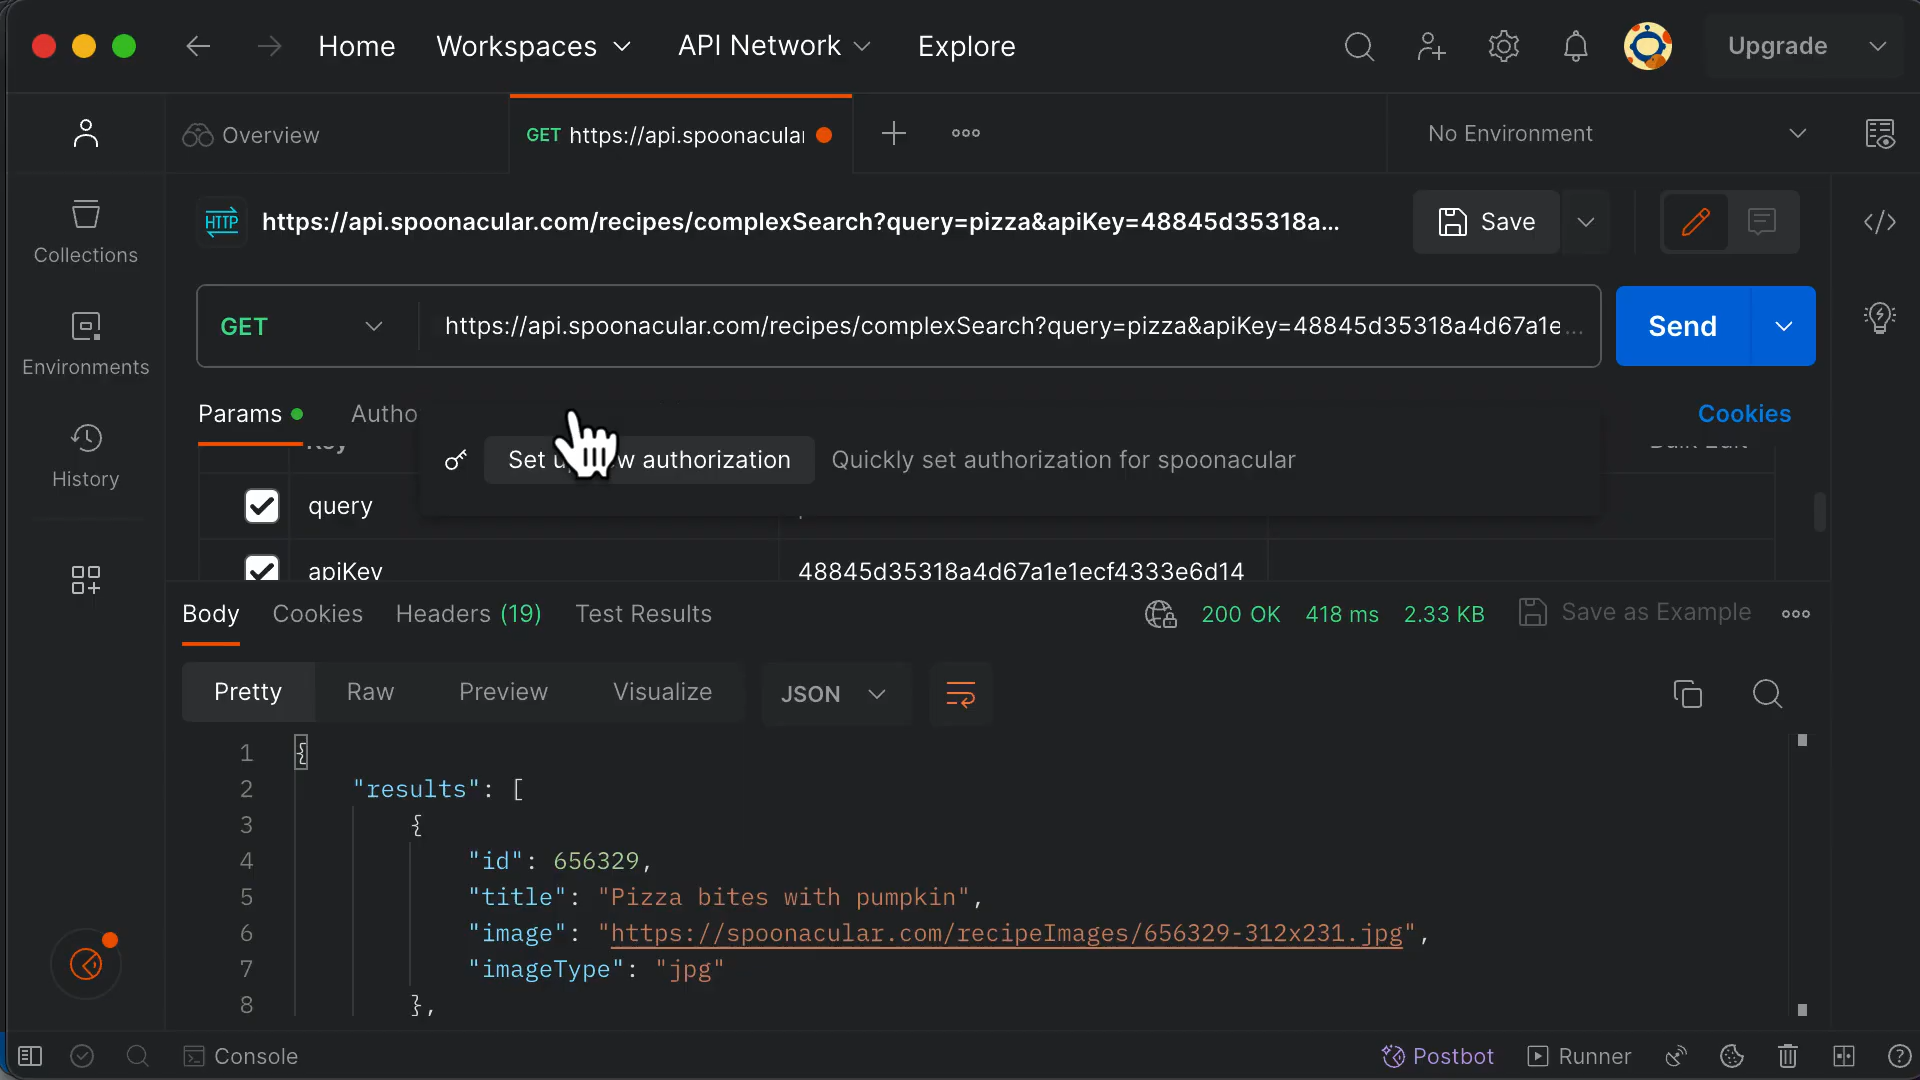 Home Workspaces API Network Explore Upgrade
Overview GET https://api.spoonacular No Environment
HTTP https://api.spoonacular.com/recipes/complexSearch?query=pizza&apiKey=48845d35318a... Save
GET https://api.spoonacular.com/recipes/complexSearch?query=pizza&apiKey=48845d35318a4d67a1e... Send
Collections
Environments
History
Params Autho Cookies
Key Bulk Edit
Set authorization Quickly set authorization for spoonacular
query
apiKey 48845d35318a4d67a1e1ecf4333e6d14
Body Cookies Headers (19) Test Results 200 OK 418 ms 2.33 KB Save as Example
Pretty Raw Preview Visualize JSON
1 {
2 "results": [
3 {
4 "id": 656329,
5 "title": "Pizza bites with pumpkin",
6 "image": "https://spoonacular.com/recipeImages/656329-312x231.jpg",
7 "imageType": "jpg"
8 },
Console Postbot Runner